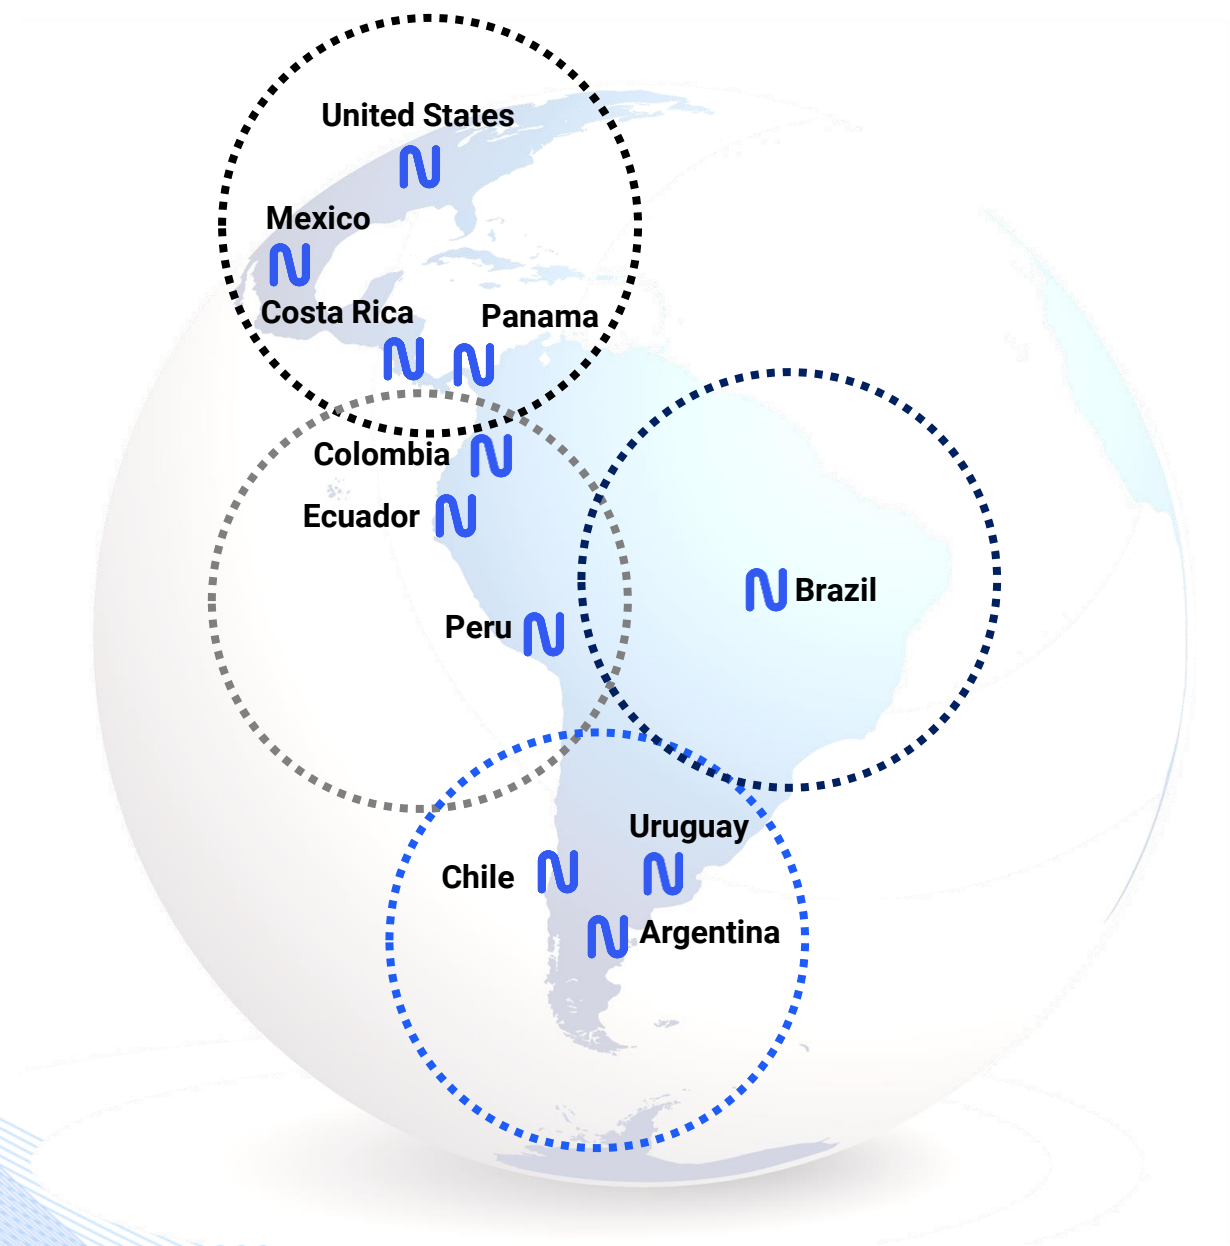 United States
Mexico
Costa Rica
Panama
Colombia
Ecuador
Brazil
Peru
Uruguay
Chile
Argentina